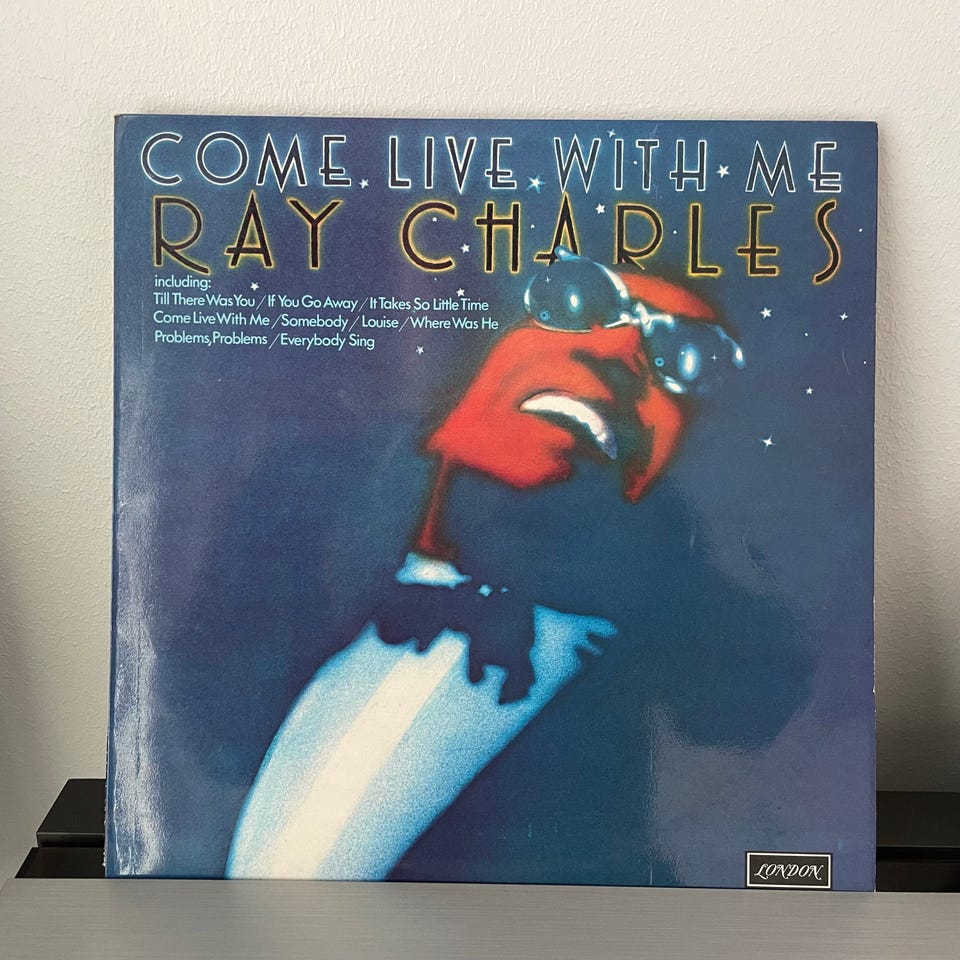 COME LIVE WITH ME
RAY CHARLES
including:
Till There Was You / If You Go Away / It Takes So Little Time
Come Live With Me / Somebody / Louise / Where Was He
Problems, Problems / Everybody Sing
LONDON